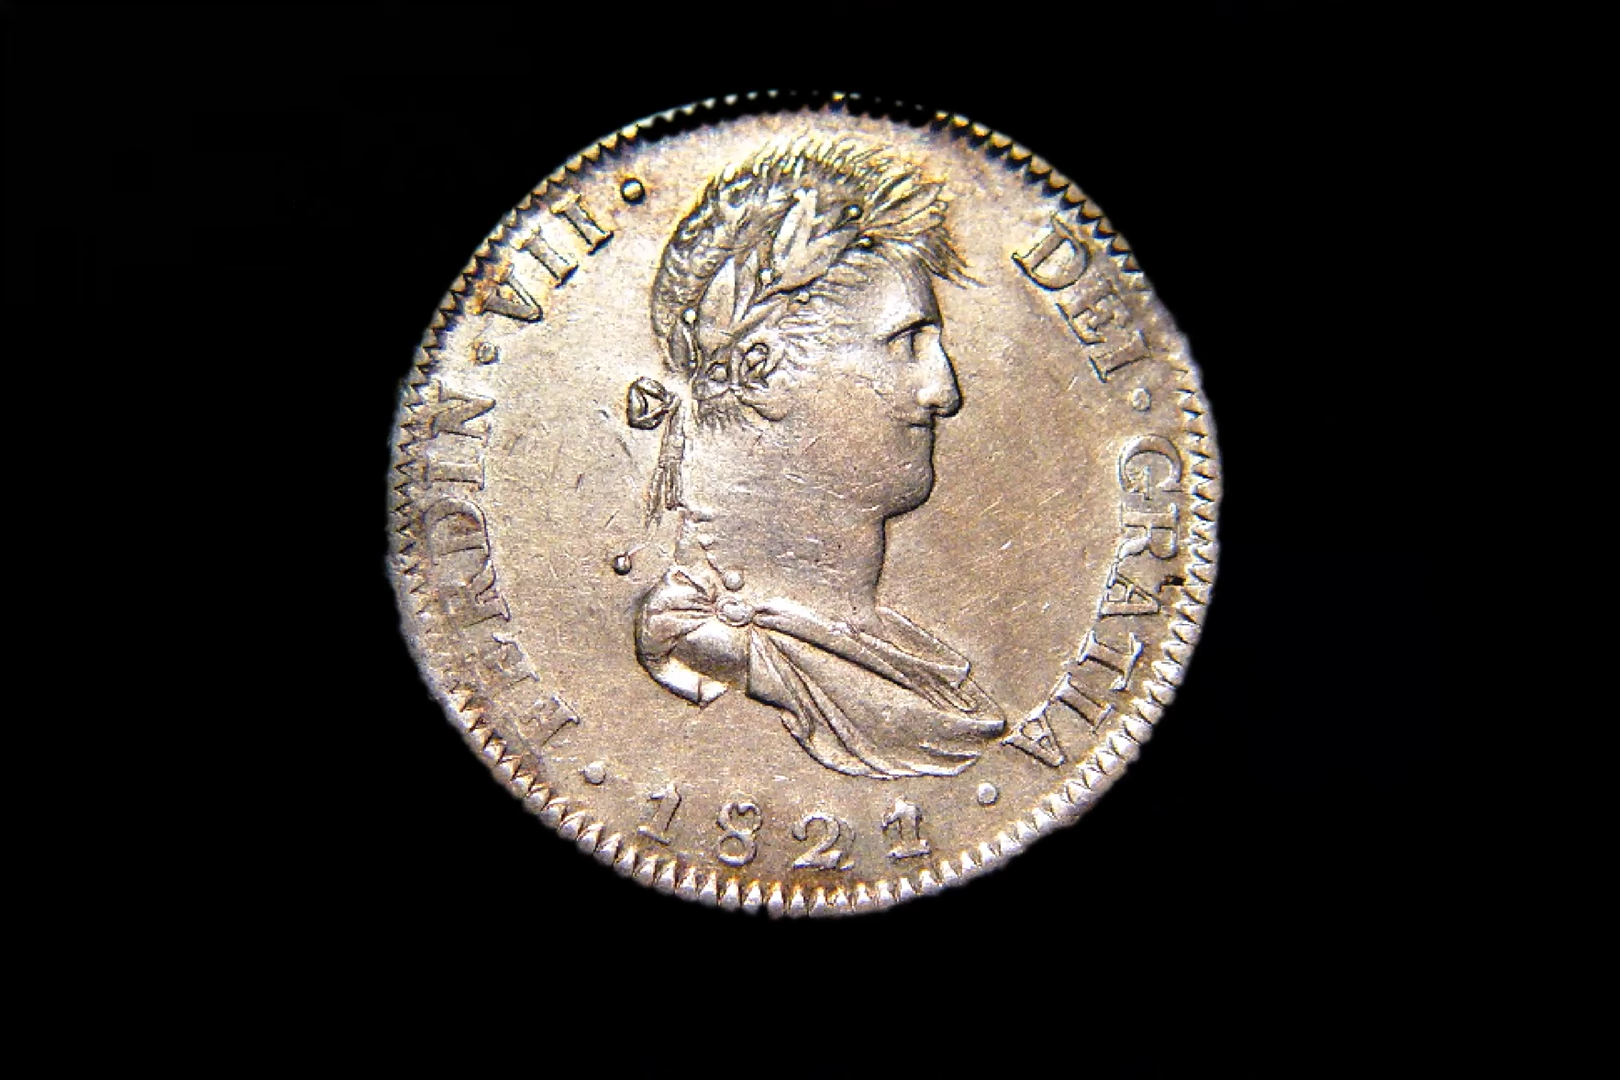 FERDIN · VII · DEI · GRATIA
· 1821 ·